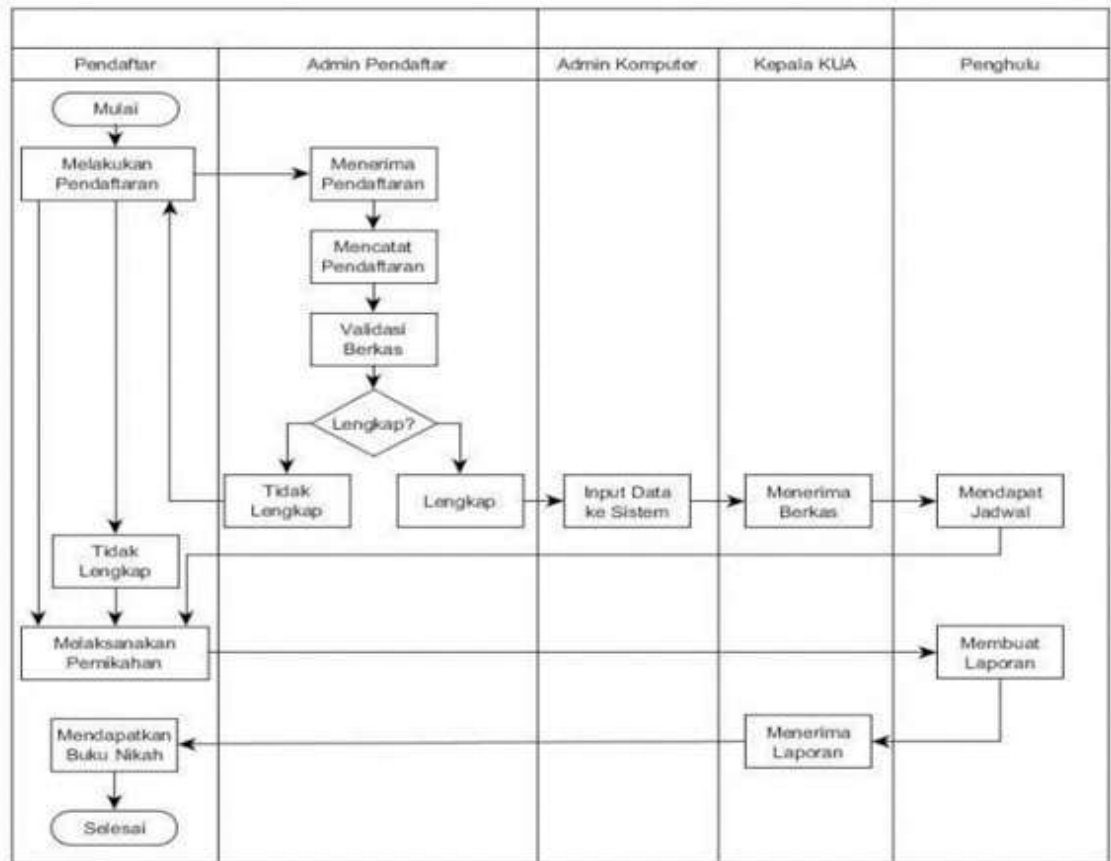 Pendaftar
Admin Pendaftar
Admin Komputer
Kepala KUA
Penghulu
Mulai
Melakukan
Pendaftaran
Menerima
Pendaftaran
Mencatat
Pendaftaran
Validasi
Berkas
Lengkap?
Tidak
Lengkap
Lengkap
Input Data
ke Sistem
Menerima
Berkas
Mendapat
Jadwal
Tidak
Lengkap
Melaksanakan
Pernikahan
Membuat
Laporan
Mendapatkan
Buku Nikah
Menerima
Laporan
Selesai